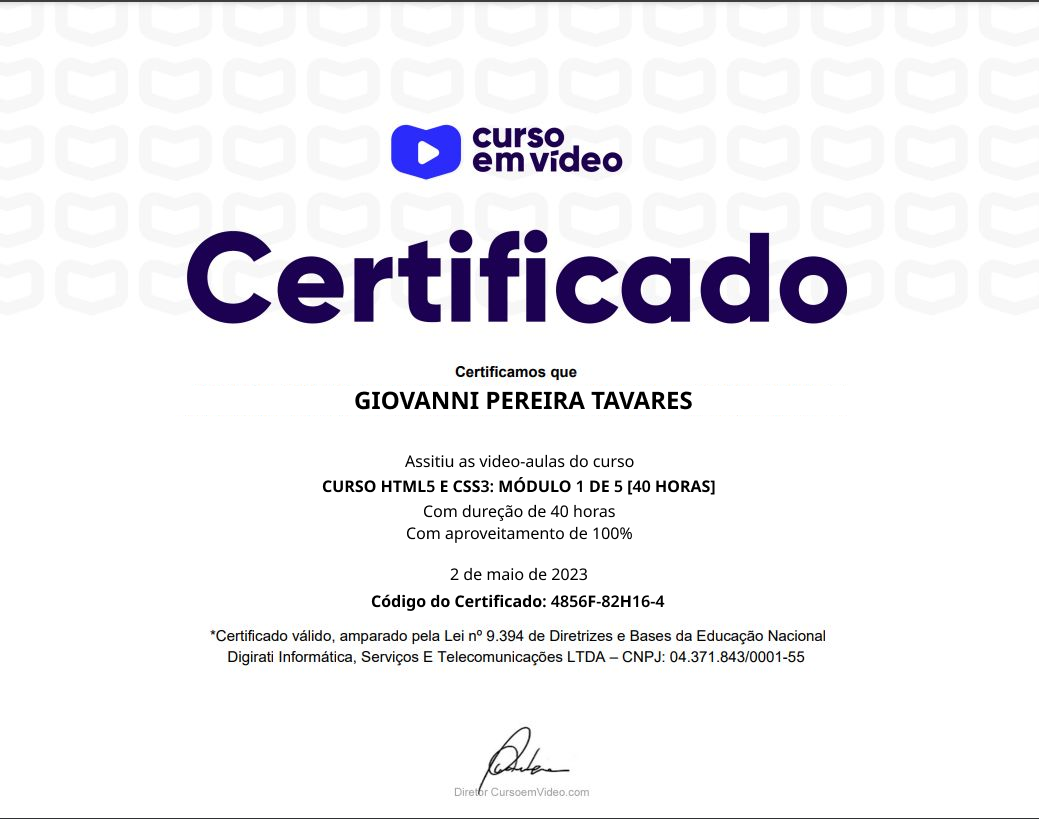 curso
em vídeo
Certificado
Certificamos que
GIOVANNI PEREIRA TAVARES
Assitiu as video-aulas do curso
CURSO HTML5 E CSS3: MÓDULO 1 DE 5 [40 HORAS]
Com dureção de 40 horas
Com aproveitamento de 100%
2 de maio de 2023
Código do Certificado: 4856F-82H16-4
*Certificado válido, amparado pela Lei nº 9.394 de Diretrizes e Bases da Educação Nacional
Digirati Informática, Serviços E Telecomunicações LTDA – CNPJ: 04.371.843/0001-55
Diretor CursoemVideo.com